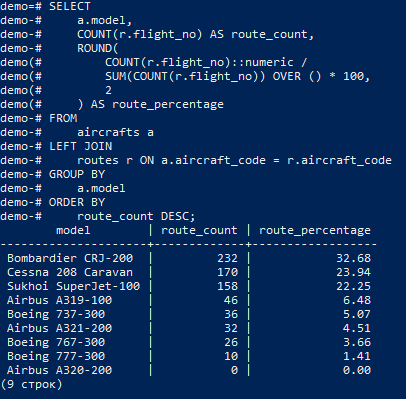 demo=# SELECT
demo-#     a.model,
demo-#     COUNT(r.flight_no) AS route_count,
demo-#     ROUND(
demo(#         COUNT(r.flight_no)::numeric /
demo(#         SUM(COUNT(r.flight_no)) OVER () * 100,
demo(#         2
demo(#     ) AS route_percentage
demo-# FROM
demo-#     aircrafts a
demo-# LEFT JOIN
demo-#     routes r ON a.aircraft_code = r.aircraft_code
demo-# GROUP BY
demo-#     a.model
demo-# ORDER BY
demo-#     route_count DESC;
        model        | route_count | route_percentage
---------------------+-------------+------------------
 Bombardier CRJ-200  |         232 |            32.68
 Cessna 208 Caravan  |         170 |            23.94
 Sukhoi SuperJet-100 |         158 |            22.25
 Airbus A319-100     |          46 |             6.48
 Boeing 737-300      |          36 |             5.07
 Airbus A321-200     |          32 |             4.51
 Boeing 767-300      |          26 |             3.66
 Boeing 777-300      |          10 |             1.41
 Airbus A320-200     |           0 |             0.00
(9 строк)